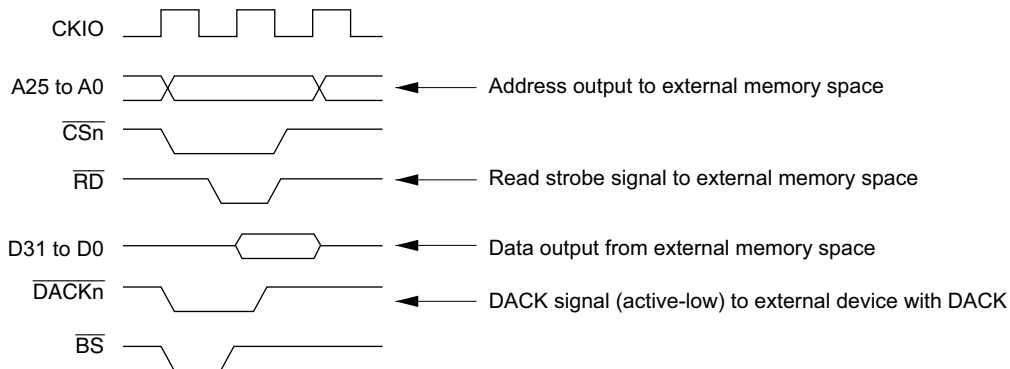 CKIO
A25 to A0 Address output to external memory space
CSn
RD Read strobe signal to external memory space
D31 to D0 Data output from external memory space
DACKn DACK signal (active-low) to external device with DACK
BS